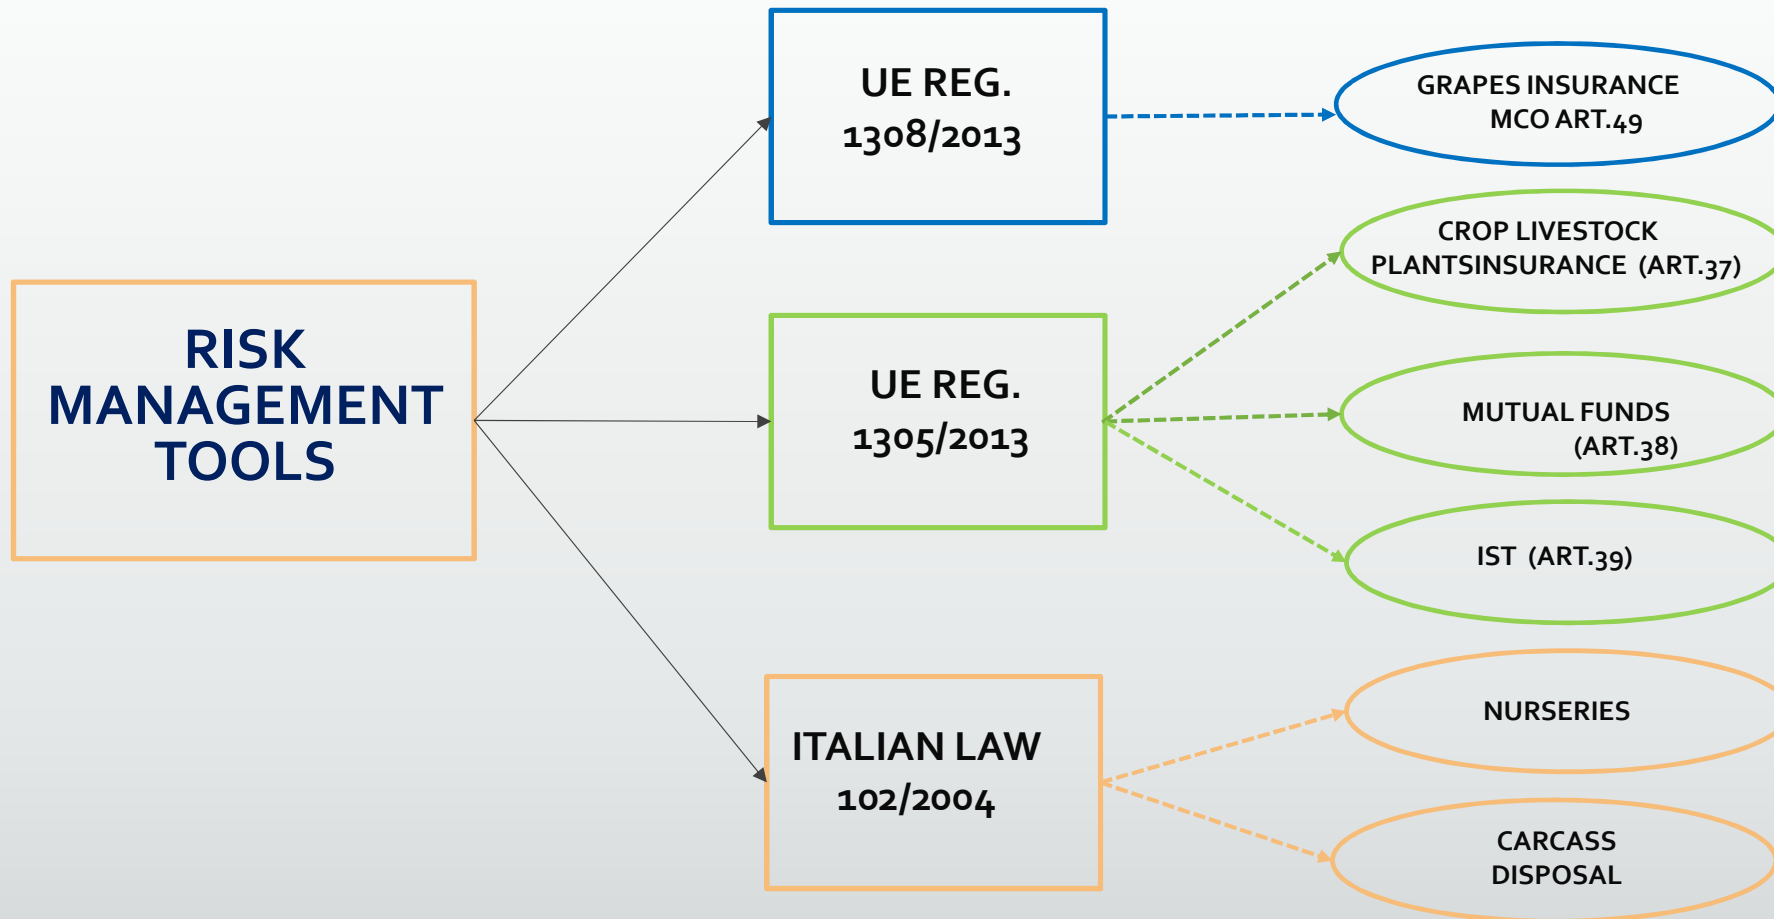 RISK
MANAGEMENT
TOOLS
UE REG.
1308/2013
GRAPES INSURANCE
MCO ART.49
UE REG.
1305/2013
CROP LIVESTOCK
PLANTSINSURANCE (ART.37)
MUTUAL FUNDS
(ART.38)
IST (ART.39)
ITALIAN LAW
102/2004
NURSERIES
CARCASS
DISPOSAL